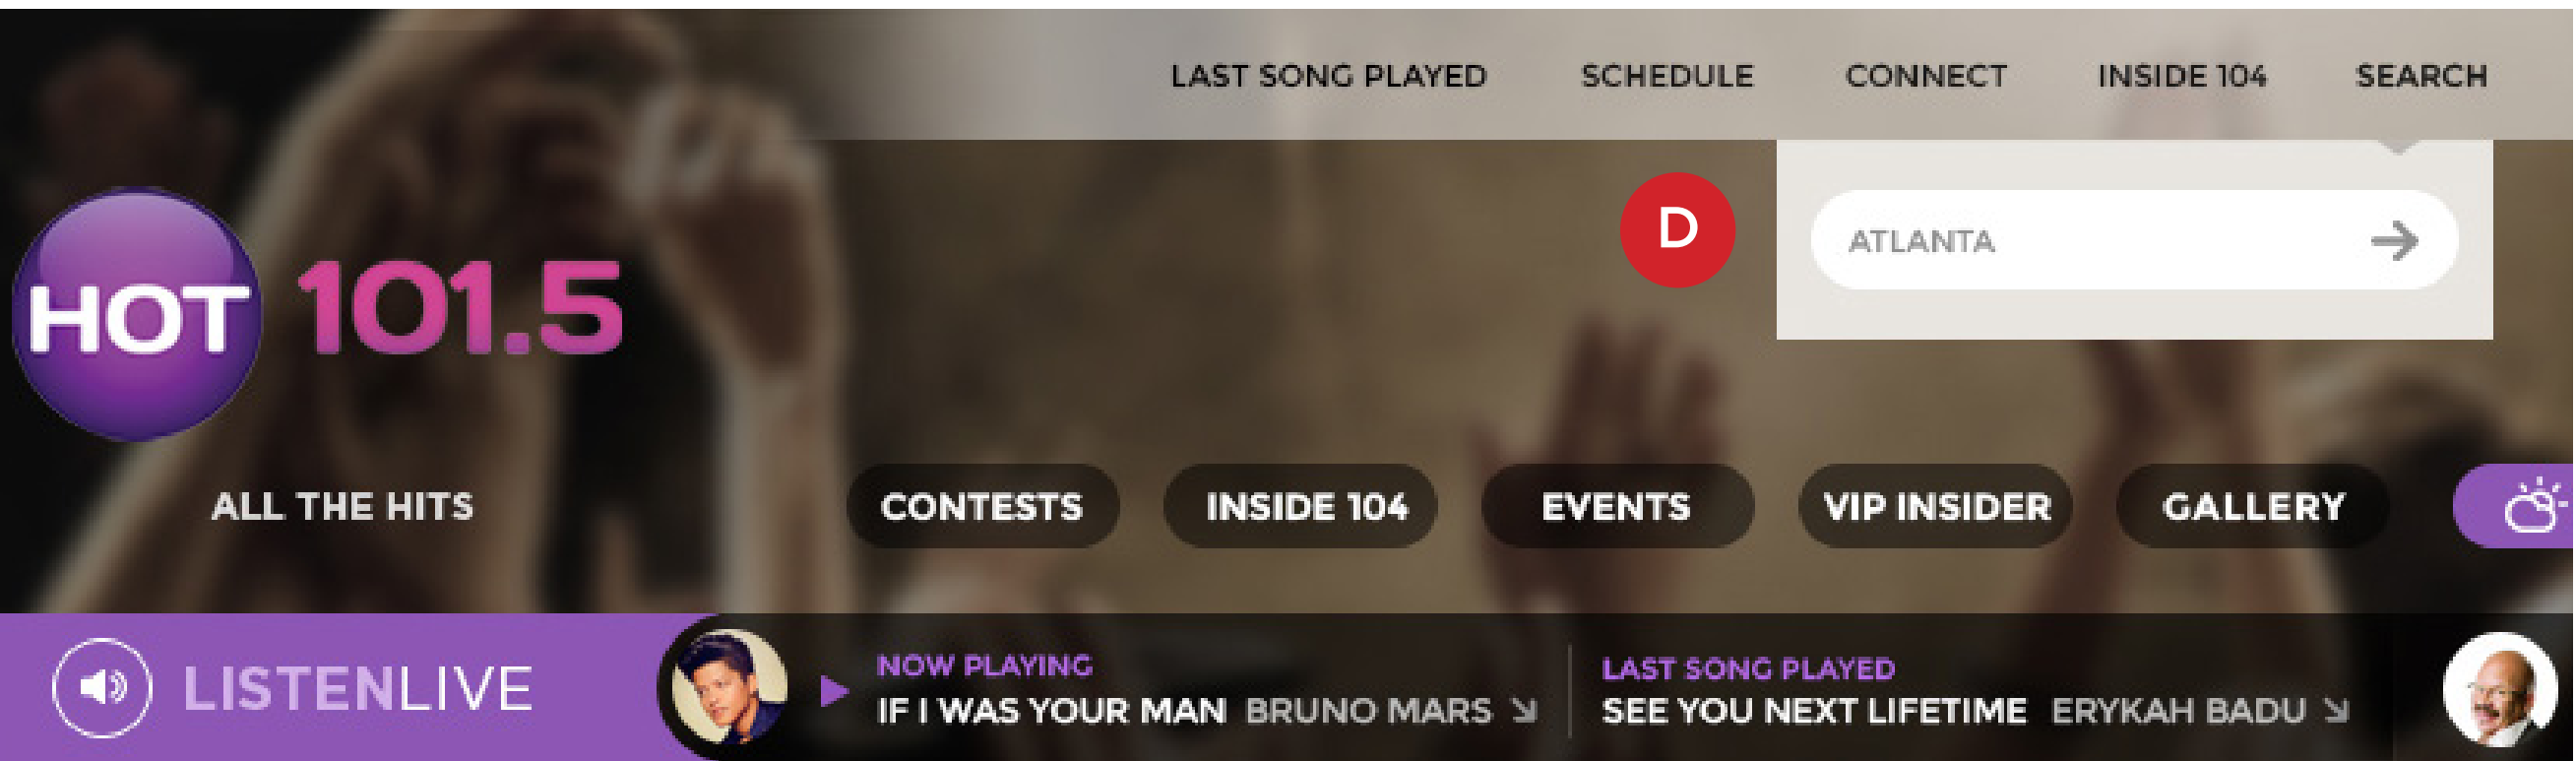 LAST SONG PLAYED SCHEDULE CONNECT INSIDE 104 SEARCH
D
ATLANTA
HOT 101.5
ALL THE HITS
CONTESTS INSIDE 104 EVENTS VIP INSIDER GALLERY
LISTENLIVE
NOW PLAYING
IF I WAS YOUR MAN BRUNO MARS
LAST SONG PLAYED
SEE YOU NEXT LIFETIME ERYKAH BADU